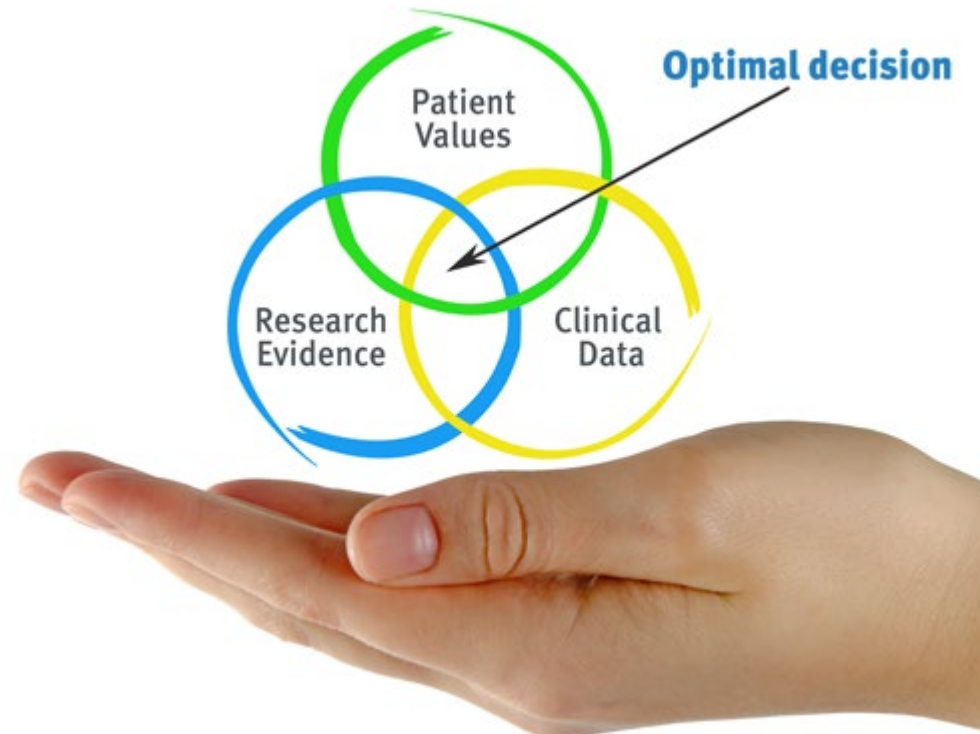 Optimal decision
Patient
Values
Research
Evidence
Clinical
Data